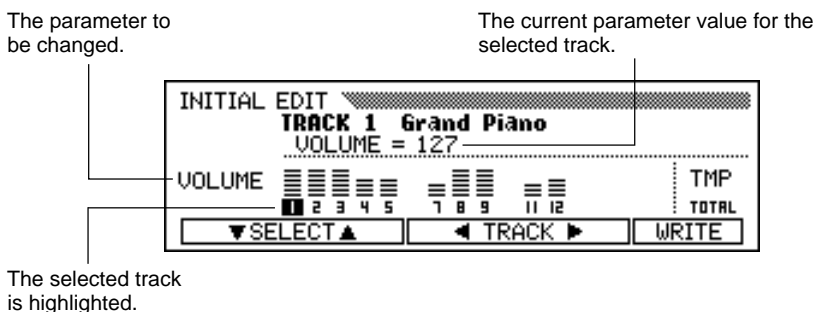 The parameter to
be changed.
The current parameter value for the
selected track.
INITIAL EDIT
TRACK 1 Grand Piano
VOLUME = 127
VOLUME
TMP
1 2 3 4 5 7 8 9 11 12
TOTAL
▼SELECT▲ ◀ TRACK ▶ WRITE
The selected track
is highlighted.